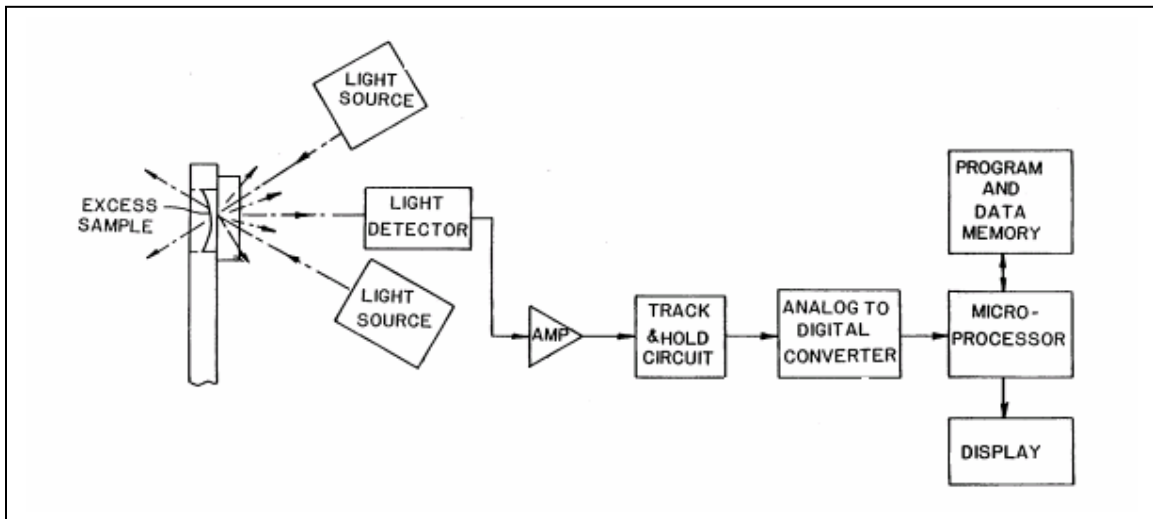 LIGHT
SOURCE
EXCESS
SAMPLE
LIGHT
DETECTOR
LIGHT
SOURCE
AMP
TRACK
& HOLD
CIRCUIT
ANALOG TO
DIGITAL
CONVERTER
PROGRAM
AND
DATA
MEMORY
MICRO-
PROCESSOR
DISPLAY